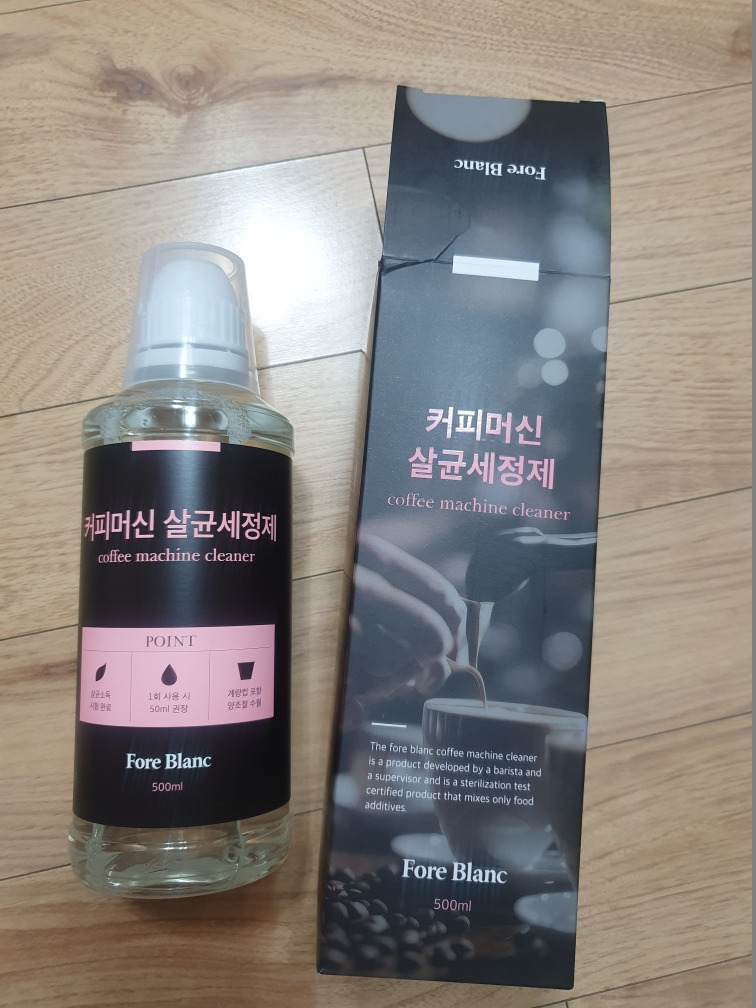 커피머신 살균세정제
coffee machine cleaner
POINT
살균소독
시험 완료
1회 사용 시
50ml 권장
계량컵 포함
양조절 수월
Fore Blanc
500ml
Fore Blanc
커피머신
살균세정제
coffee machine cleaner
The fore blanc coffee machine cleaner
is a product developed by a barista and
a supervisor and is a sterilization test
certified product that mixes only food
additives.
Fore Blanc
500ml